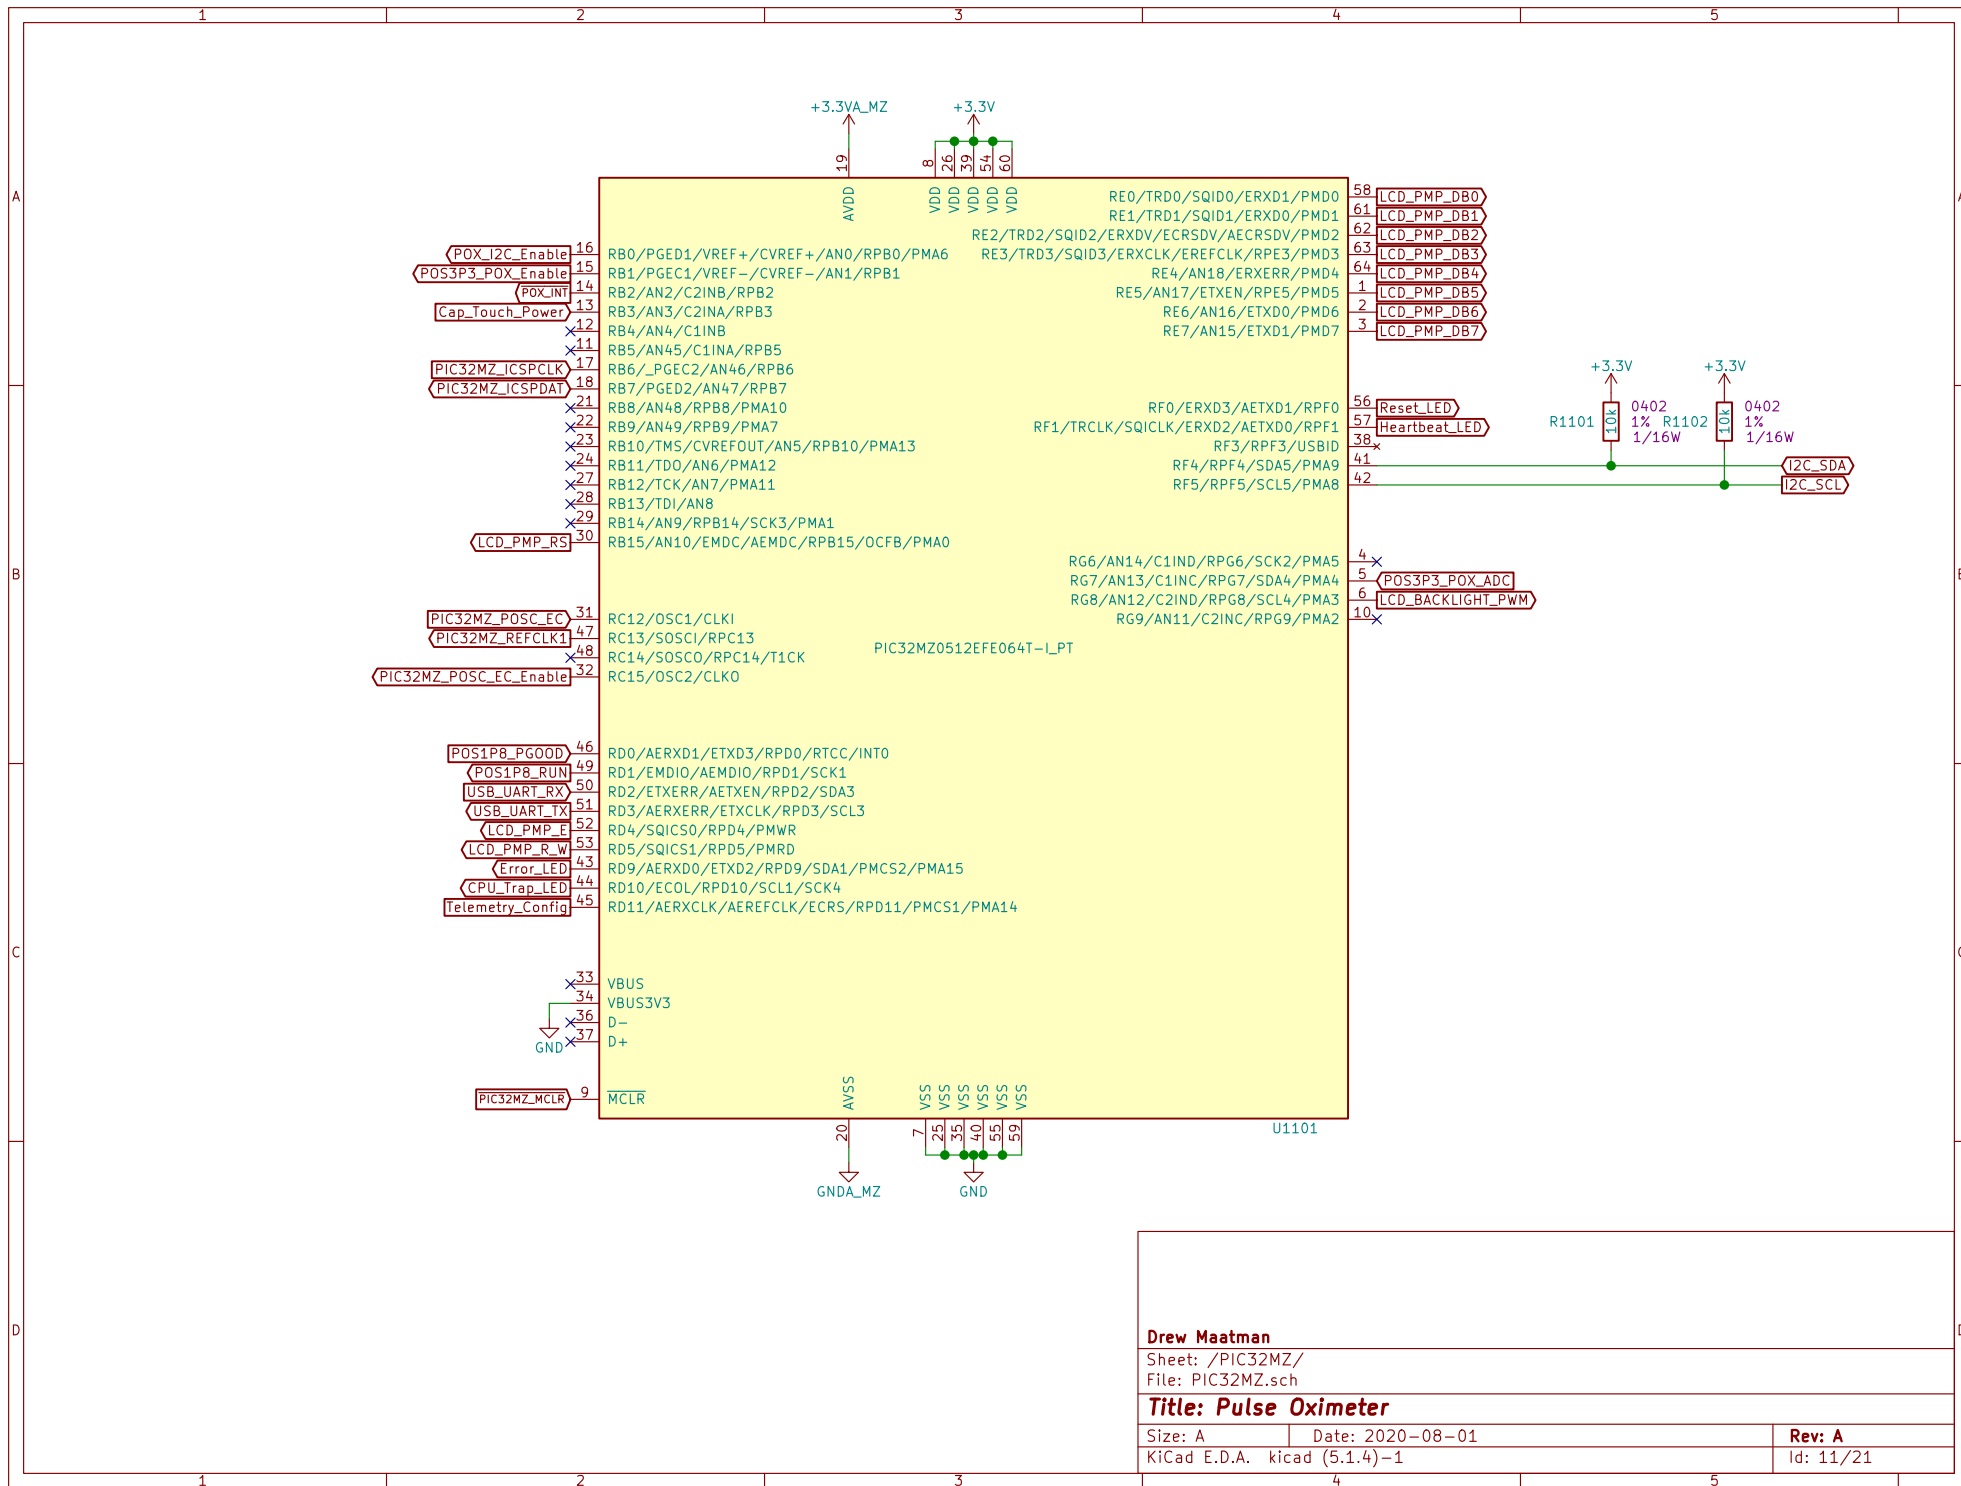 1 2 3 4 5
+3.3VA_MZ +3.3V
19 8 26 39 54 60
AVDD VDD VDD VDD VDD VDD
A
RE0/TRD0/SQID0/ERXD1/PMD0 58 LCD_PMP_DB0
RE1/TRD1/SQID1/ERXD0/PMD1 61 LCD_PMP_DB1
RE2/TRD2/SQID2/ERXDV/ECRSDV/AECRSDV/PMD2 62 LCD_PMP_DB2
POX_I2C_Enable 16 RB0/PGED1/VREF+/CVREF+/AN0/RPB0/PMA6 RE3/TRD3/SQID3/ERXCLK/EREFCLK/RPE3/PMD3 63 LCD_PMP_DB3
POS3P3_POX_Enable 15 RB1/PGEC1/VREF-/CVREF-/AN1/RPB1 RE4/AN18/ERXERR/PMD4 64 LCD_PMP_DB4
POX_INT 14 RB2/AN2/C2INB/RPB2 RE5/AN17/ETXEN/RPE5/PMD5 1 LCD_PMP_DB5
Cap_Touch_Power 13 RB3/AN3/C2INA/RPB3 RE6/AN16/ETXD0/PMD6 2 LCD_PMP_DB6
12 RB4/AN4/C1INB RE7/AN15/ETXD1/PMD7 3 LCD_PMP_DB7
11 RB5/AN45/C1INA/RPB5
PIC32MZ_ICSPCLK 17 RB6/_PGEC2/AN46/RPB6 +3.3V +3.3V
PIC32MZ_ICSPDAT 18 RB7/PGED2/AN47/RPB7
21 RB8/AN48/RPB8/PMA10 RF0/ERXD3/AETXD1/RPF0 56 Reset_LED 0402 0402
R1101 10k 1% R1102 10k 1%
22 RB9/AN49/RPB9/PMA7 RF1/TRCLK/SQICLK/ERXD2/AETXD0/RPF1 57 Heartbeat_LED
1/16W 1/16W
23 RB10/TMS/CVREFOUT/AN5/RPB10/PMA13 RF3/RPF3/USBID 38
24 RB11/TDO/AN6/PMA12 RF4/RPF4/SDA5/PMA9 41 I2C_SDA
27 RB12/TCK/AN7/PMA11 RF5/RPF5/SCL5/PMA8 42 I2C_SCL
28 RB13/TDI/AN8
29 RB14/AN9/RPB14/SCK3/PMA1
LCD_PMP_RS 30 RB15/AN10/EMDC/AEMDC/RPB15/OCFB/PMA0
RG6/AN14/C1IND/RPG6/SCK2/PMA5 4
B
RG7/AN13/C1INC/RPG7/SDA4/PMA4 5 POS3P3_POX_ADC
RG8/AN12/C2IND/RPG8/SCL4/PMA3 6 LCD_BACKLIGHT_PWM
PIC32MZ_POSC_EC 31 RC12/OSC1/CLKI RG9/AN11/C2INC/RPG9/PMA2 10
PIC32MZ_REFCLK1 47 RC13/SOSCI/RPC13
PIC32MZ0512EFE064T-I_PT
48 RC14/SOSCO/RPC14/T1CK
PIC32MZ_POSC_EC_Enable 32 RC15/OSC2/CLKO
POS1P8_PGOOD 46 RD0/AERXD1/ETXD3/RPD0/RTCC/INT0
POS1P8_RUN 49 RD1/EMDIO/AEMDIO/RPD1/SCK1
USB_UART_RX 50 RD2/ETXERR/AETXEN/RPD2/SDA3
USB_UART_TX 51 RD3/AERXERR/ETXCLK/RPD3/SCL3
LCD_PMP_E 52 RD4/SQICS0/RPD4/PMWR
LCD_PMP_R_W 53 RD5/SQICS1/RPD5/PMRD
Error_LED 43 RD9/AERXD0/ETXD2/RPD9/SDA1/PMCS2/PMA15
CPU_Trap_LED 44 RD10/ECOL/RPD10/SCL1/SCK4
Telemetry_Config 45 RD11/AERXCLK/AEREFCLK/ECRS/RPD11/PMCS1/PMA14
C
33 VBUS
34 VBUS3V3
36 D-
37 D+
GND
PIC32MZ_MCLR 9 MCLR
AVSS VSS VSS VSS VSS VSS VSS
U1101
20 7 25 35 40 55 59
GNDA_MZ GND
D
Drew Maatman
Sheet: /PIC32MZ/
File: PIC32MZ.sch
Title: Pulse Oximeter
Size: A Date: 2020-08-01 Rev: A
KiCad E.D.A. kicad (5.1.4)-1 Id: 11/21
1 2 3 4 5